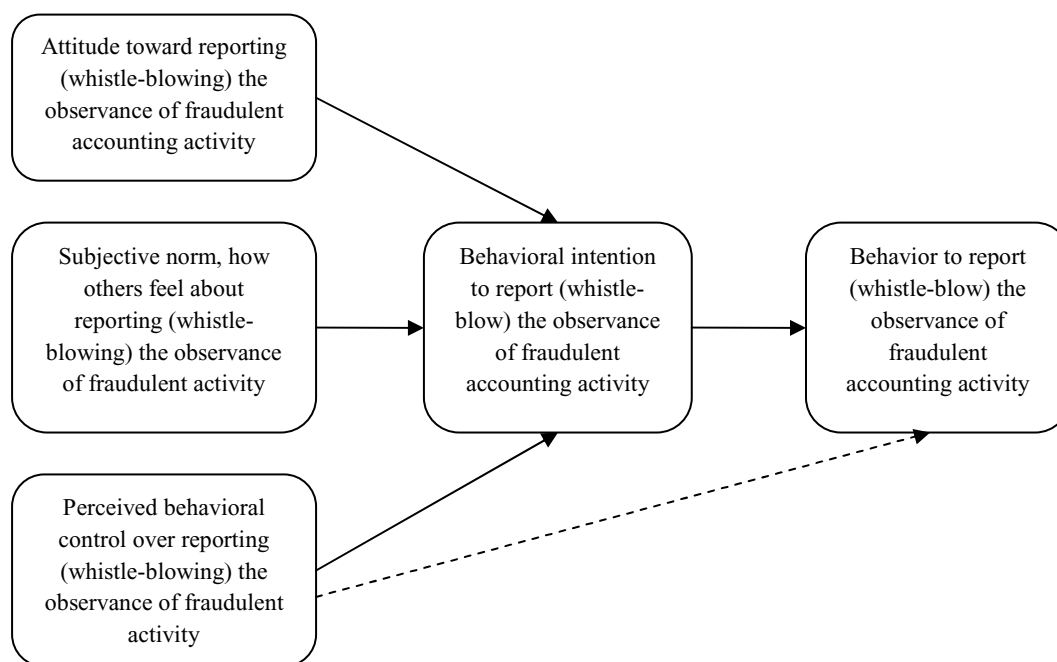 Attitude toward reporting
(whistle-blowing) the
observance of fraudulent
accounting activity
Subjective norm, how
others feel about
reporting (whistle-
blowing) the observance
of fraudulent activity
Perceived behavioral
control over reporting
(whistle-blowing) the
observance of fraudulent
activity
Behavioral intention
to report (whistle-
blow) the observance
of fraudulent
accounting activity
Behavior to report
(whistle-blow) the
observance of
fraudulent
accounting activity